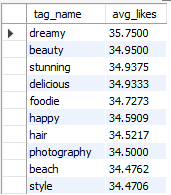 tag_name avg_likes
dreamy 35.7500
beauty 34.9500
stunning 34.9375
delicious 34.9333
foodie 34.7273
happy 34.5909
hair 34.5217
photography 34.5000
beach 34.4762
style 34.4706